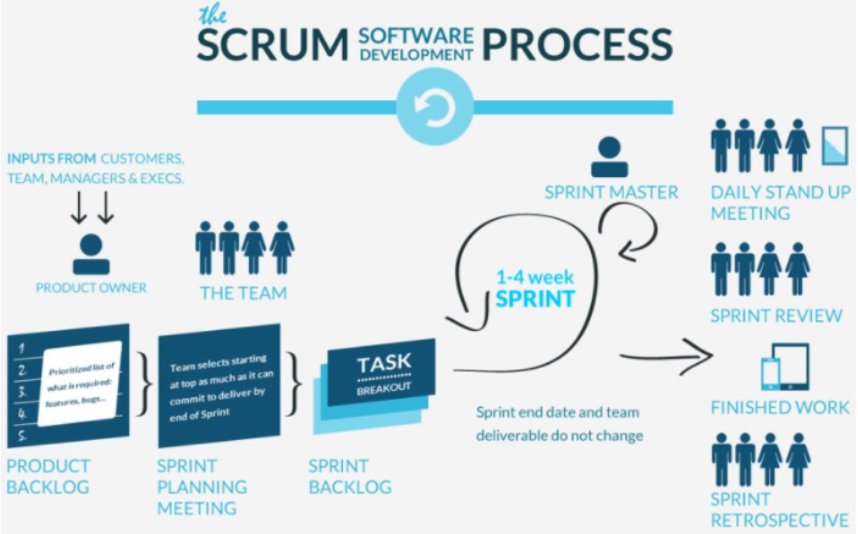 the
SCRUM SOFTWARE DEVELOPMENT PROCESS
INPUTS FROM CUSTOMERS,
TEAM, MANAGERS & EXECS.
PRODUCT OWNER
THE TEAM
SPRINT MASTER
1-4 week
SPRINT
DAILY STAND UP
MEETING
SPRINT REVIEW
FINISHED WORK
SPRINT
RETROSPECTIVE
1
2.
3.
4.
5.
Prioritized list of
what is required:
features, bugs...
PRODUCT
BACKLOG
Team selects starting
at top as much as it can
commit to deliver by
end of Sprint
SPRINT
PLANNING
MEETING
TASK
BREAKOUT
SPRINT
BACKLOG
Sprint end date and team
deliverable do not change